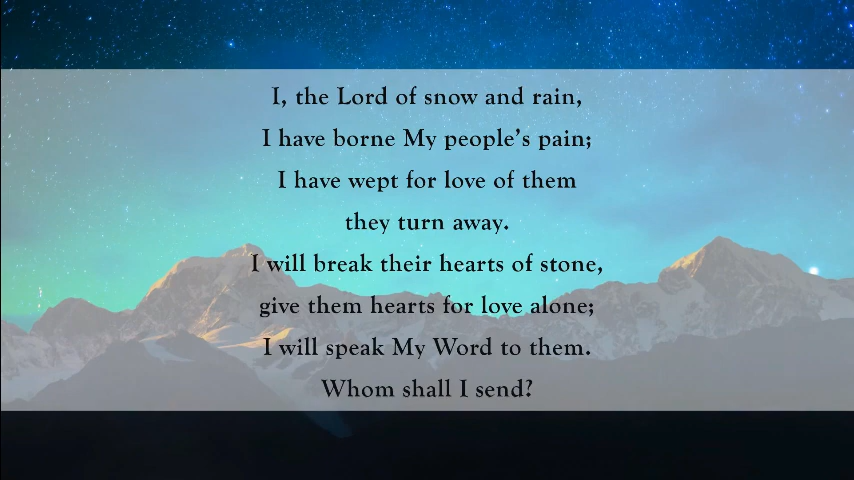 I, the Lord of snow and rain,
I have borne My people’s pain;
I have wept for love of them
they turn away.
I will break their hearts of stone,
give them hearts for love alone;
I will speak My Word to them.
Whom shall I send?